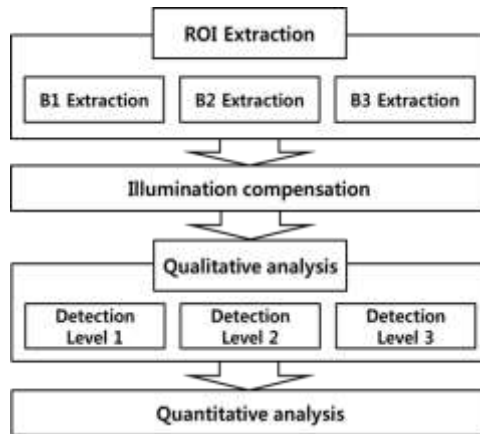 ROI Extraction
B1 Extraction
B2 Extraction
B3 Extraction
Illumination compensation
Qualitative analysis
Detection
Level 1
Detection
Level 2
Detection
Level 3
Quantitative analysis